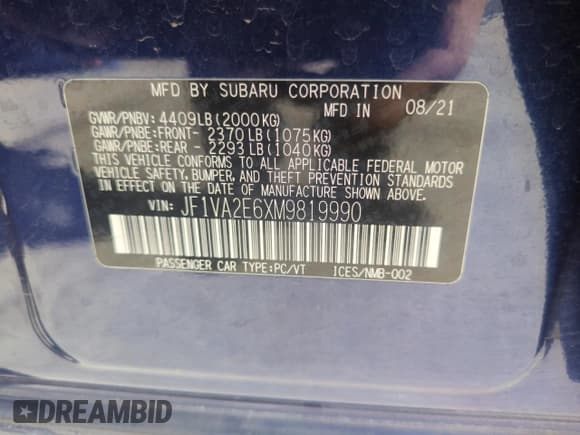 MFD BY SUBARU CORPORATION
MFD.IN 08/21
GVWR/PNBV: 4409LB(2000KG)
GAWR/PNBE:FRONT- 2370 LB(1075KG)
GAWR/PNBE:REAR - 2293 LB(1040KG)
THIS VEHICLE CONFORMS TO ALL APPLICABLE FEDERAL MOTOR
VEHICLE SAFETY, BUMPER, AND THEFT PREVENTION STANDARDS
IN EFFECT ON THE DATE OF MANUFACTURE SHOWN ABOVE.
VIN: JF1VA2E6XM9819990
PASSENGER CAR TYPE:PC/VT ICES/NMB-002
DREAMBID